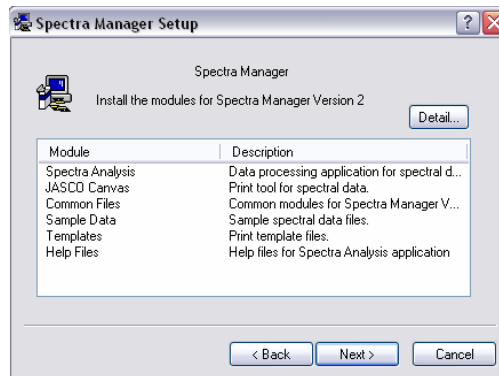 Spectra Manager Setup
Spectra Manager
Install the modules for Spectra Manager Version 2
Detail...
Module Description
Spectra Analysis Data processing application for spectral d...
JASCO Canvas Print tool for spectral data.
Common Files Common modules for Spectra Manager V...
Sample Data Sample spectral data files.
Templates Print template files.
Help Files Help files for Spectra Analysis application
< Back Next > Cancel